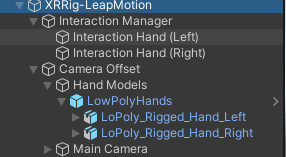 XRRig-LeapMotion
Interaction Manager
Interaction Hand (Left)
Interaction Hand (Right)
Camera Offset
Hand Models
LowPolyHands
LoPoly_Rigged_Hand_Left
LoPoly_Rigged_Hand_Right
Main Camera